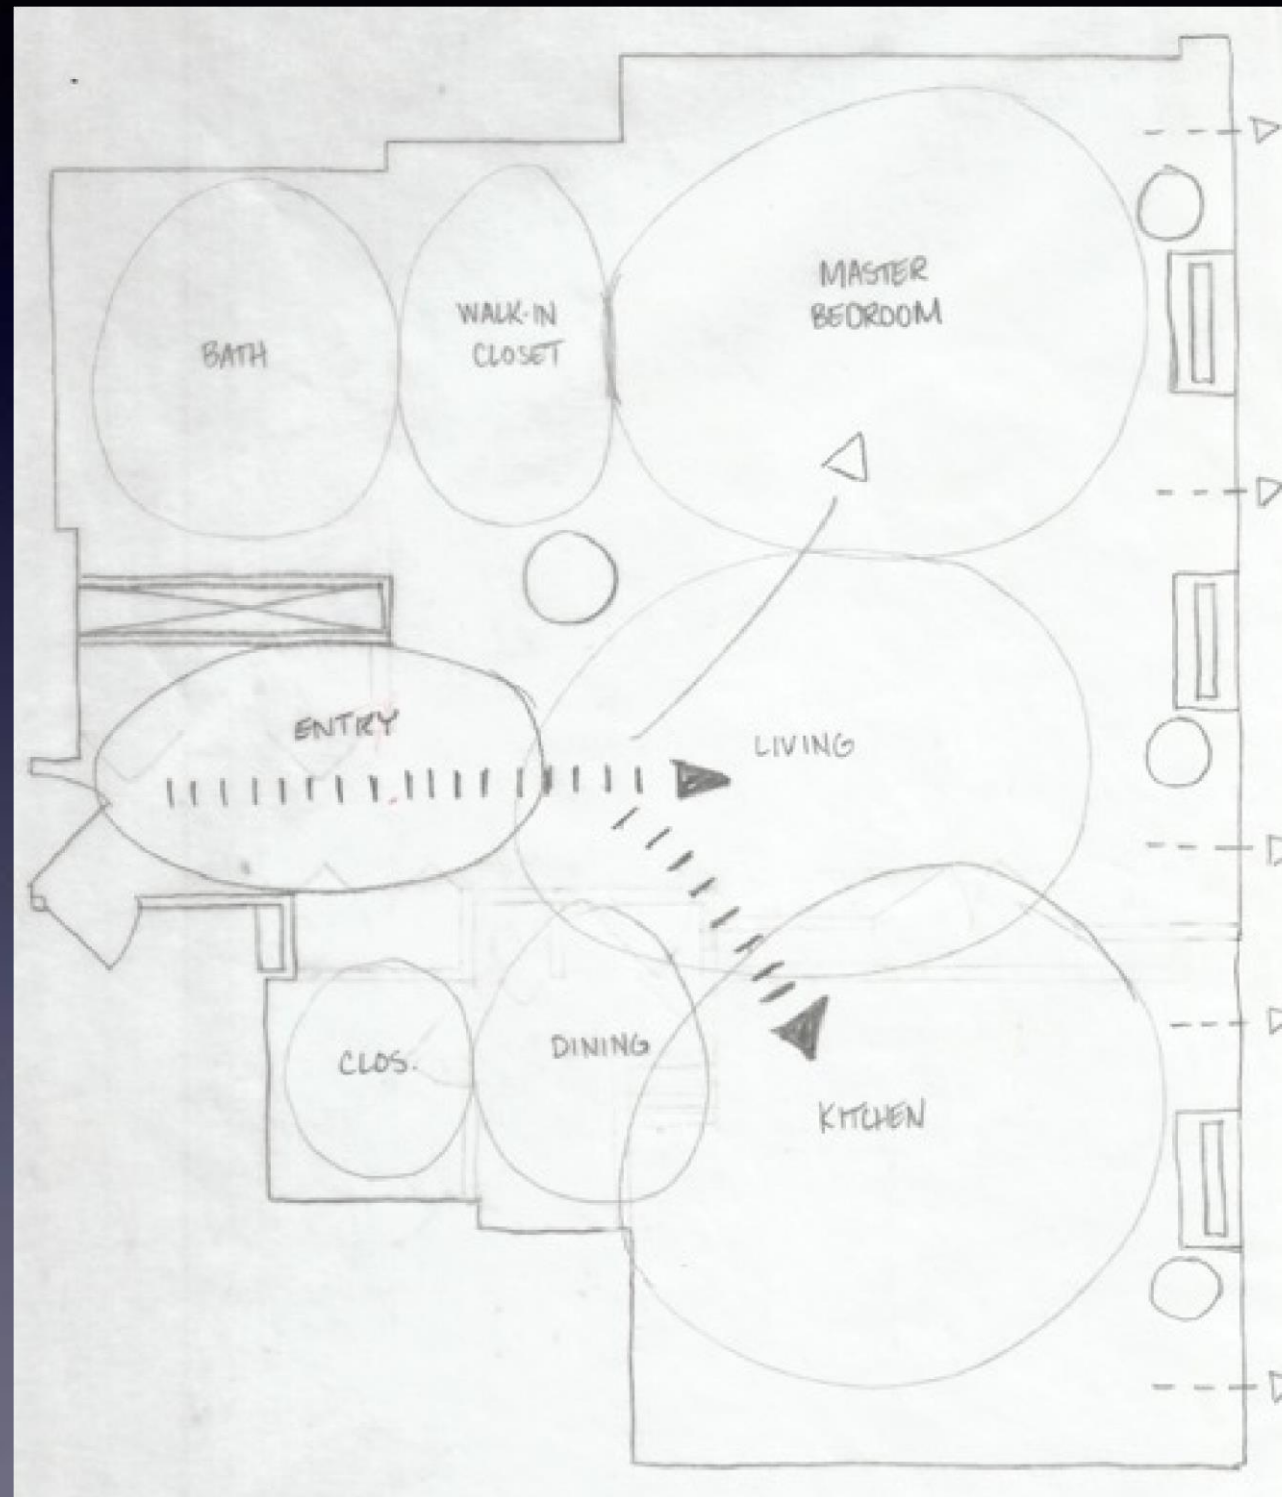 MASTER
BEDROOM
WALK-IN
CLOSET
BATH
ENTRY
LIVING
DINING
CLOS.
KITCHEN